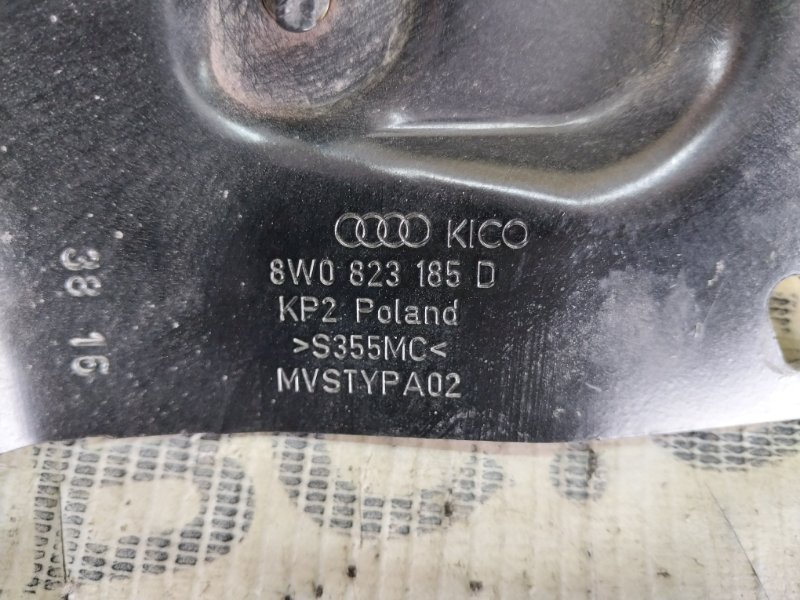 KICO
8W0 823 185 D
KP2 Poland
>S355MC<
MVSTYPA02
38 16